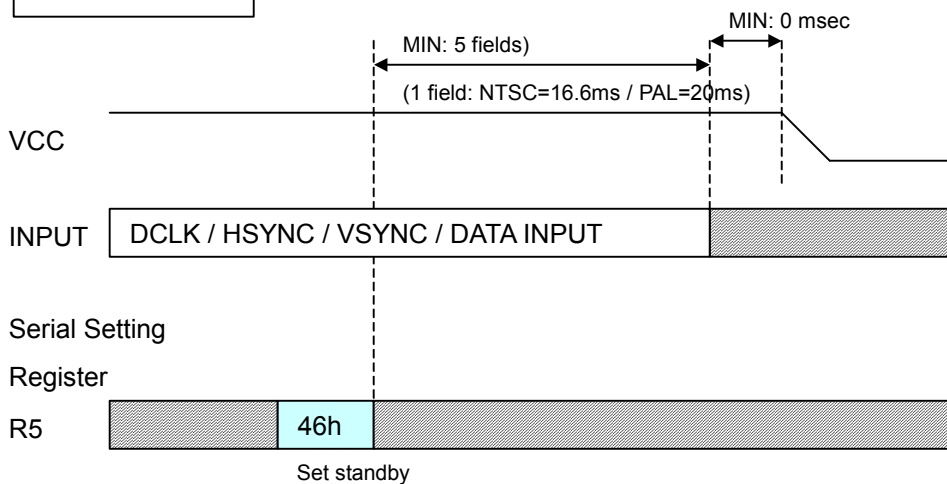 MIN: 0 msec
MIN: 5 fields)
(1 field: NTSC=16.6ms / PAL=20ms)
VCC
INPUT DCLK / HSYNC / VSYNC / DATA INPUT
Serial Setting
Register
R5 46h
Set standby